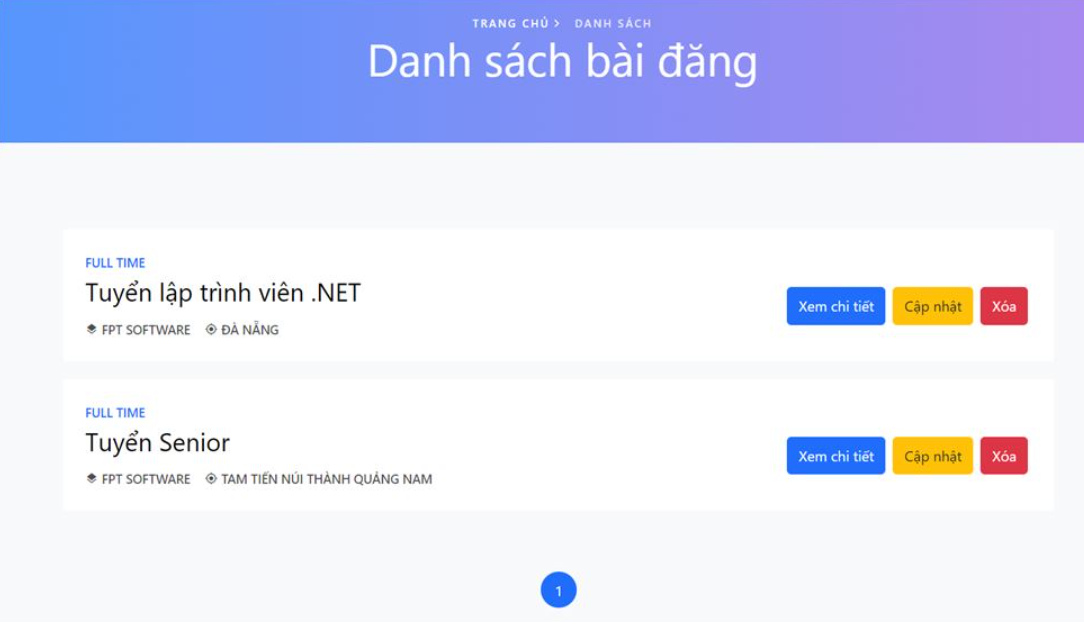 TRANG CHỦ > DANH SÁCH
Danh sách bài đăng
FULL TIME
Tuyển lập trình viên .NET
FPT SOFTWARE ĐÀ NẴNG
Xem chi tiết Cập nhật Xóa
FULL TIME
Tuyển Senior
FPT SOFTWARE TAM TIẾN NÚI THÀNH QUẢNG NAM
Xem chi tiết Cập nhật Xóa
1